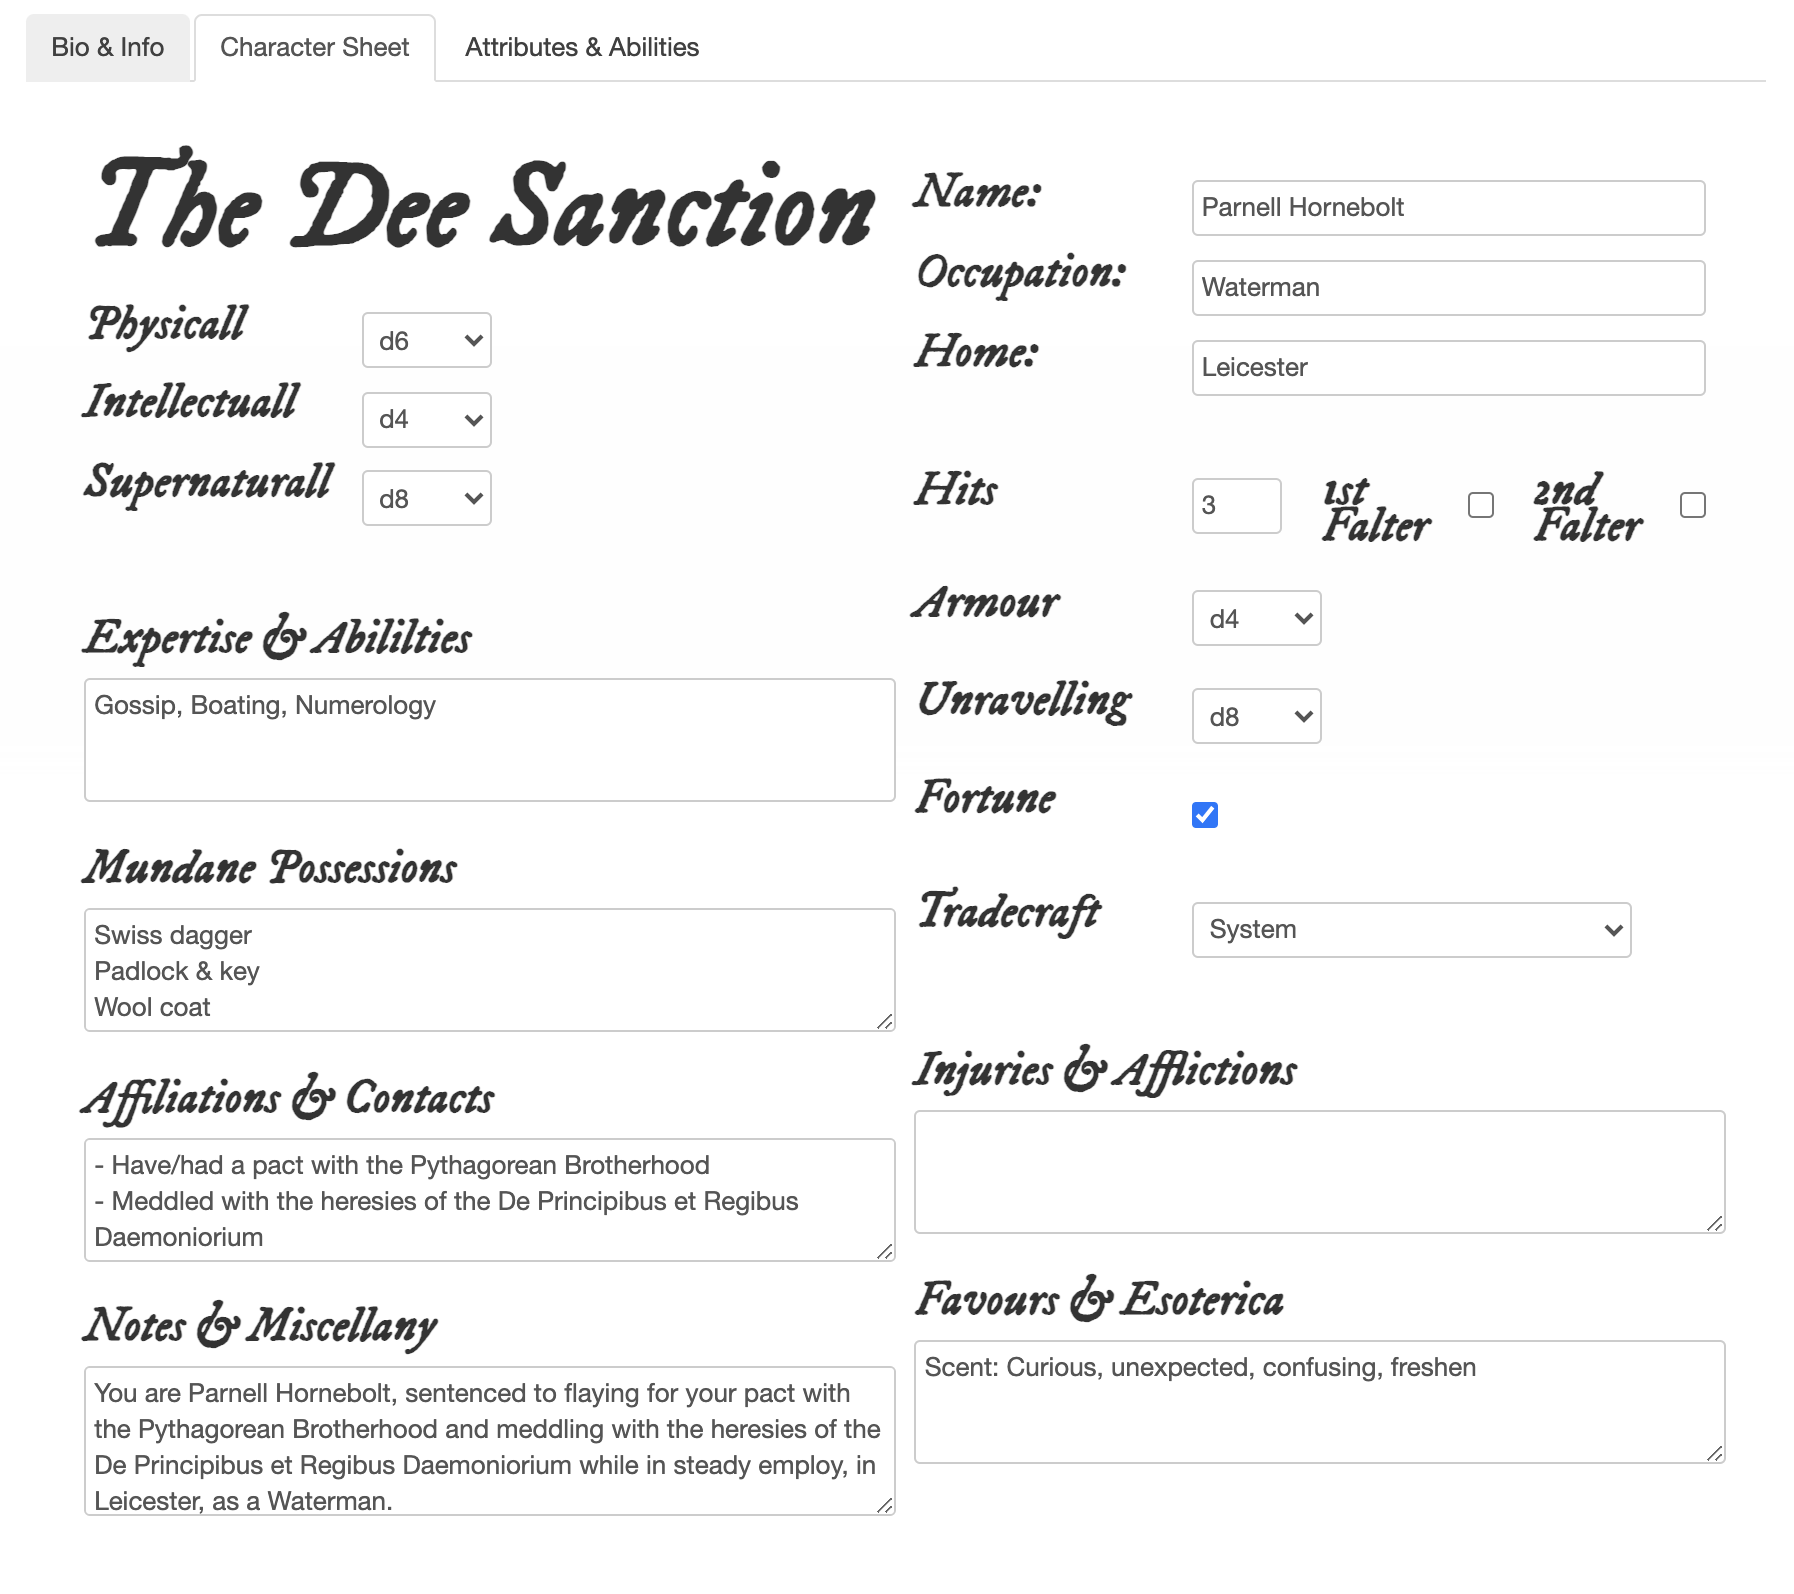 Bio & Info
Character Sheet
Attributes & Abilities
The Dee Sanction
Physicall
d6
Intellectuall
d4
Supernaturall
d8
Expertise & Abililties
Gossip, Boating, Numerology
Mundane Possessions
Swiss dagger
Padlock & key
Wool coat
Affiliations & Contacts
- Have/had a pact with the Pythagorean Brotherhood
- Meddled with the heresies of the De Principibus et Regibus
Daemoniorium
Notes & Miscellany
You are Parnell Hornebolt, sentenced to flaying for your pact with
the Pythagorean Brotherhood and meddling with the heresies of the
De Principibus et Regibus Daemoniorium while in steady employ, in
Leicester, as a Waterman.
Name:
Parnell Hornebolt
Occupation:
Waterman
Home:
Leicester
Hits
3
1st
Falter
2nd
Falter
Armour
d4
Unravelling
d8
Fortune
Tradecraft
System
Injuries & Afflictions
Favours & Esoterica
Scent: Curious, unexpected, confusing, freshen